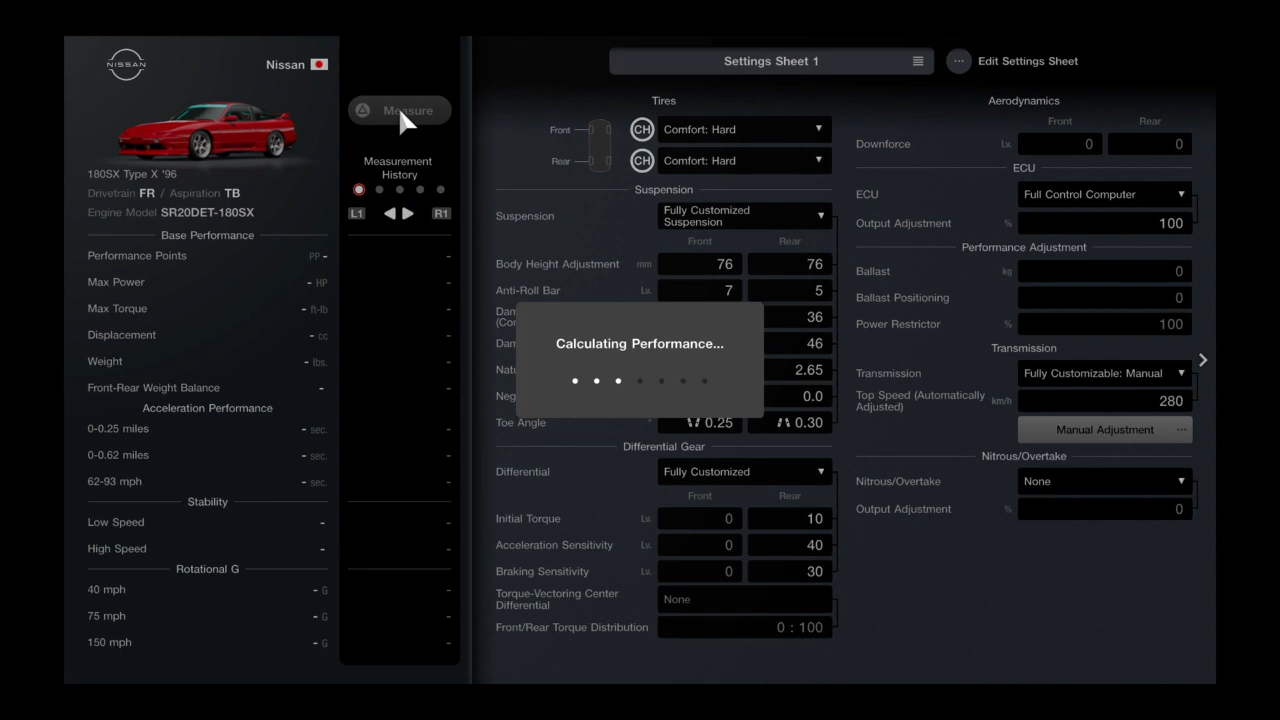 NISSAN
Nissan
180SX Type X '96
Drivetrain FR / Aspiration TB
Engine Model SR20DET-180SX
Base Performance
Performance Points PP -
Max Power - HP
Max Torque - ft-lb
Displacement - cc
Weight - lbs.
Front-Rear Weight Balance -
Acceleration Performance
0-0.25 miles - sec.
0-0.62 miles - sec.
62-93 mph - sec.
Stability
Low Speed -
High Speed -
Rotational G
40 mph - G
75 mph - G
150 mph - G
Measure
Measurement
History
L1 R1
-
-
-
-
-
-
-
-
-
-
-
-
-
-
Settings Sheet 1
Edit Settings Sheet
Tires
Front CH Comfort: Hard
Rear CH Comfort: Hard
Suspension
Suspension Fully Customized
Suspension
Front Rear
Body Height Adjustment mm 76 76
Anti-Roll Bar Lv. 7 5
36
46
2.65
0.0
Toe Angle ° 0.25 0.30
Calculating Performance...
Differential Gear
Differential Fully Customized
Front Rear
Initial Torque Lv. 0 10
Acceleration Sensitivity Lv. 0 40
Braking Sensitivity Lv. 0 30
Torque-Vectoring Center
Differential None
Front/Rear Torque Distribution 0 : 100
Aerodynamics
Front Rear
Downforce Lv. 0 0
ECU
ECU Full Control Computer
Output Adjustment % 100
Performance Adjustment
Ballast kg 0
Ballast Positioning 0
Power Restrictor % 100
Transmission
Transmission Fully Customizable: Manual
Top Speed (Automatically
Adjusted) km/h 280
Manual Adjustment ...
Nitrous/Overtake
Nitrous/Overtake None
Output Adjustment % 0